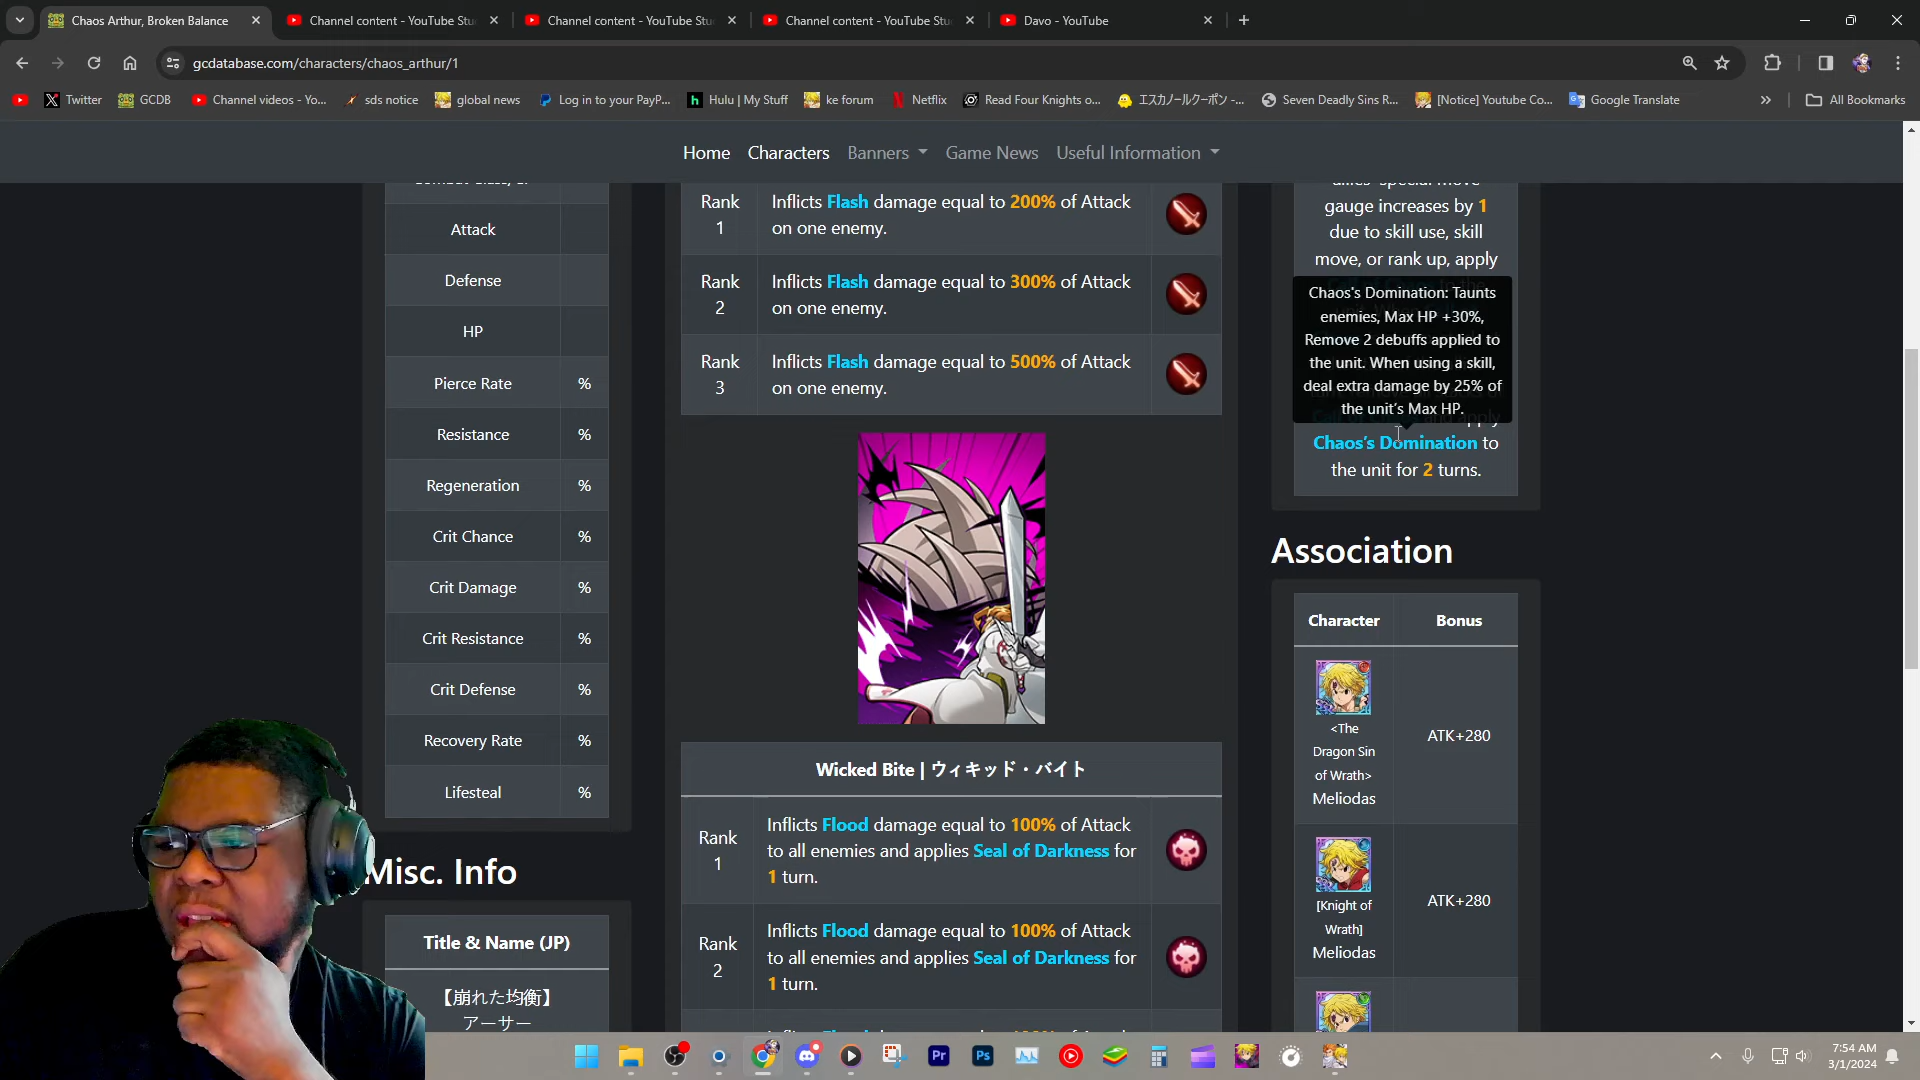 Chaos Arthur, Broken Balance
Channel content - YouTube Stu
Channel content - YouTube Stu
Channel content - YouTube Stu
Davo - YouTube
gcdatabase.com/characters/chaos_arthur/1
Twitter
GCDB
Channel videos - Yo...
sds notice
global news
Log in to your PayP...
Hulu | My Stuff
ke forum
Netflix
Read Four Knights o...
エスカノールクーポン -...
Seven Deadly Sins R...
[Notice] Youtube Co...
Google Translate
All Bookmarks
Home
Characters
Banners
Game News
Useful Information
Attack
Defense
HP
Pierce Rate %
Resistance %
Regeneration %
Crit Chance %
Crit Damage %
Crit Resistance %
Crit Defense %
Recovery Rate %
Lifesteal %
Misc. Info
Title & Name (JP)
【崩れた均衡】
アーサー
Rank 1
Inflicts Flash damage equal to 200% of Attack
on one enemy.
Rank 2
Inflicts Flash damage equal to 300% of Attack
on one enemy.
Rank 3
Inflicts Flash damage equal to 500% of Attack
on one enemy.
Wicked Bite | ウィキッド・バイト
Rank 1
Inflicts Flood damage equal to 100% of Attack
to all enemies and applies Seal of Darkness for
1 turn.
Rank 2
Inflicts Flood damage equal to 100% of Attack
to all enemies and applies Seal of Darkness for
1 turn.
allies' special move
gauge increases by 1
due to skill use, skill
move, or rank up, apply
Chaos's Domination: Taunts
enemies, Max HP +30%,
Remove 2 debuffs applied to
the unit. When using a skill,
deal extra damage by 25% of
the unit's Max HP.
Chaos's Domination to
the unit for 2 turns.
Association
Character
Bonus
<The
Dragon Sin
of Wrath>
Meliodas
ATK+280
[Knight of
Wrath]
Meliodas
ATK+280
Pr
Ps
7:54 AM
3/1/2024